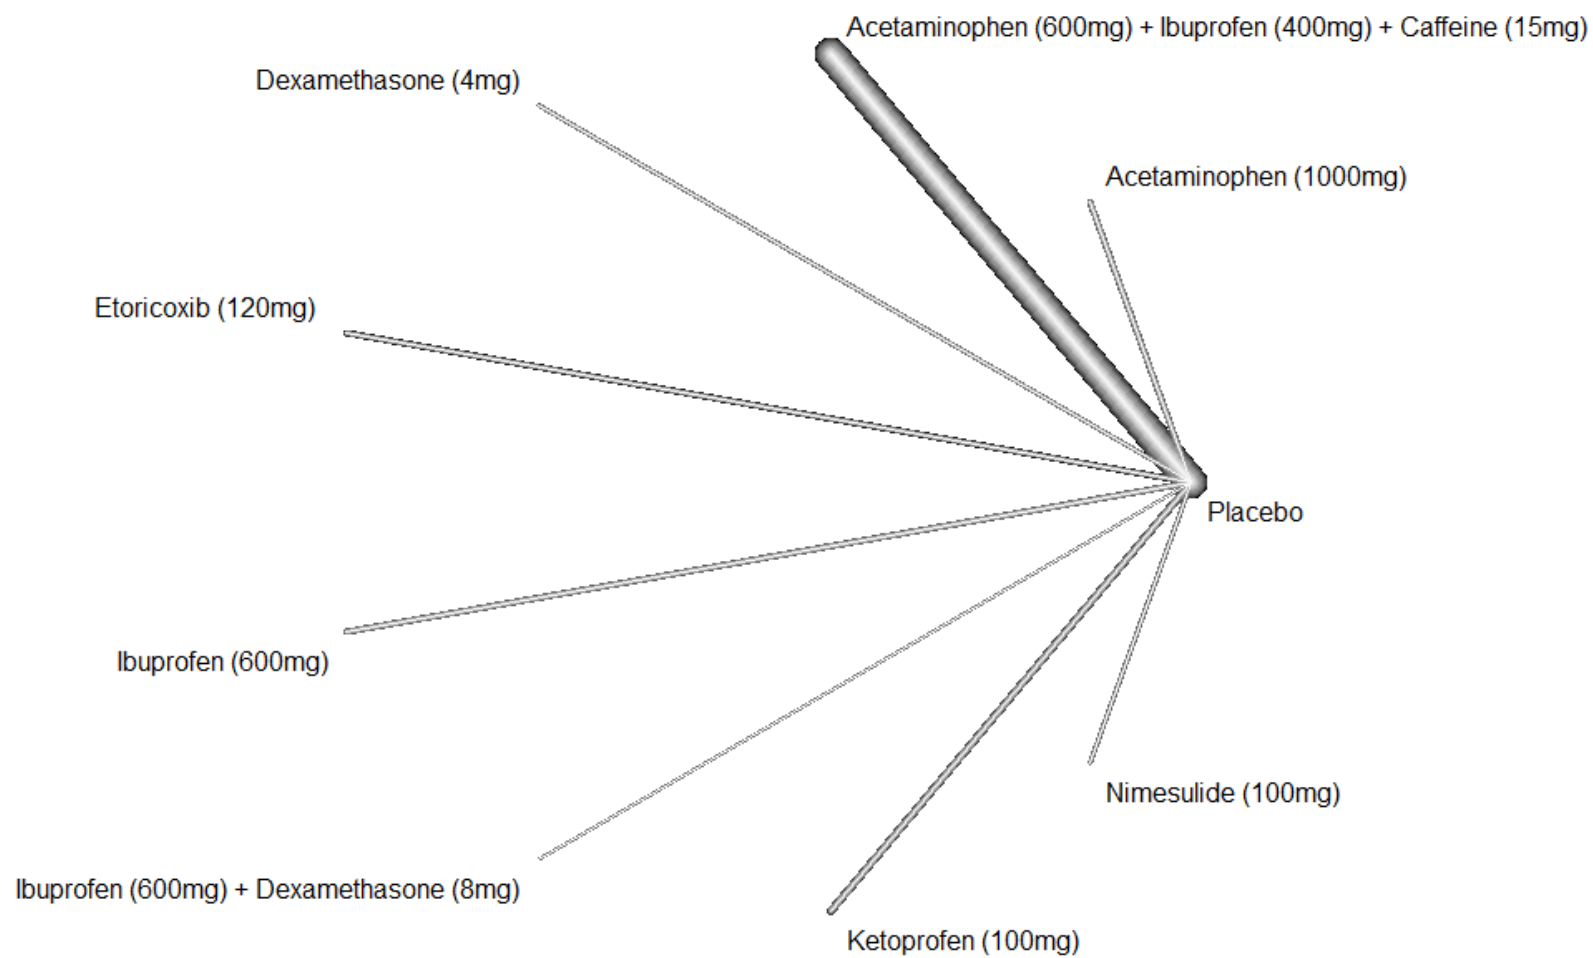 Acetaminophen (600mg) + Ibuprofen (400mg) + Caffeine (15mg)
Dexamethasone (4mg)
Acetaminophen (1000mg)
Etoricoxib (120mg)
Placebo
Ibuprofen (600mg)
Nimesulide (100mg)
Ibuprofen (600mg) + Dexamethasone (8mg)
Ketoprofen (100mg)